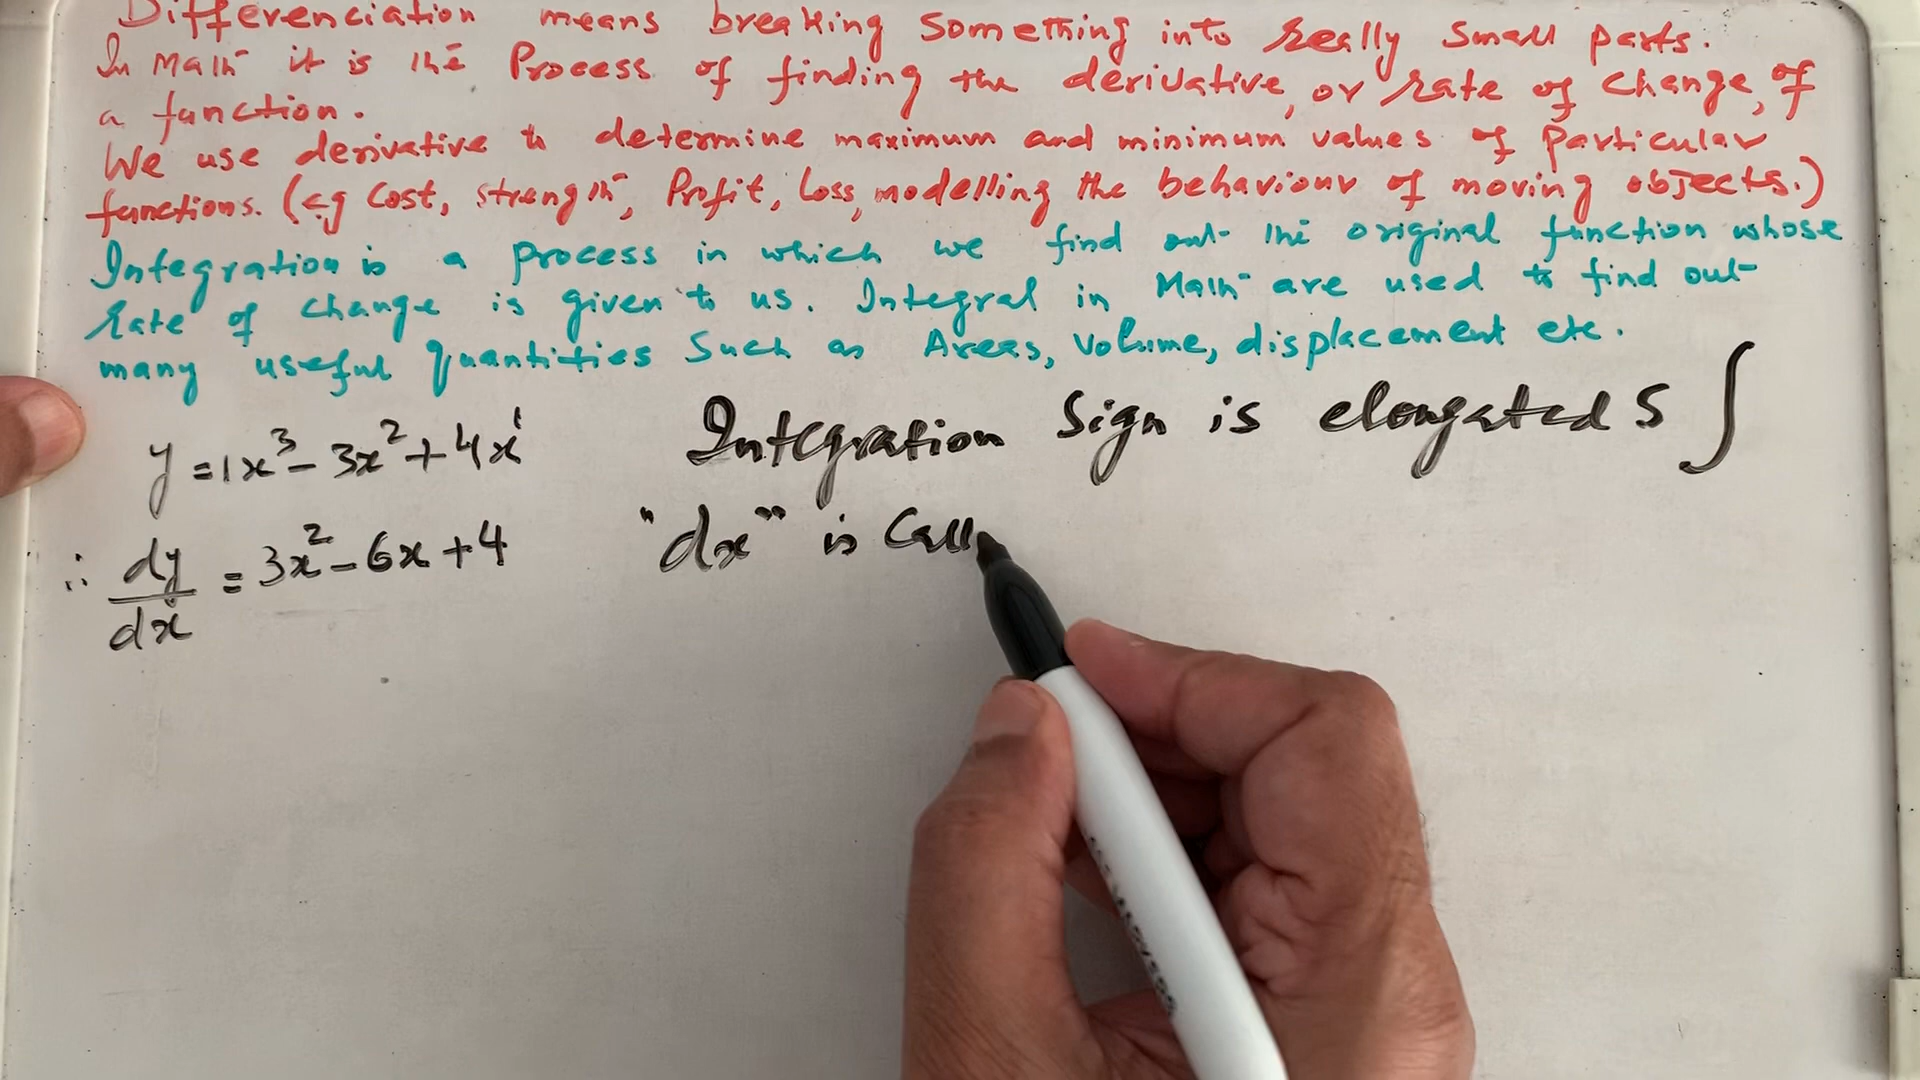 Differenciation means breaking something into really small parts.
In Math it is the Process of finding the derivative, or rate of change, of
a function.
We use derivative to determine maximum and minimum values of Particular
functions. (eg Cost, strength, Profit, Loss, modelling the behaviour of moving objects.)
Integration is a process in which we find out the original function whose
rate of change is given to us. Integral in Math are used to find out
many useful quantities Such as Areas, Volume, displacement etc.
Integration Sign is elongated S ∫
y = 1x³ - 3x² + 4x¹
"dx" is Call
∴ dy/dx = 3x² - 6x + 4